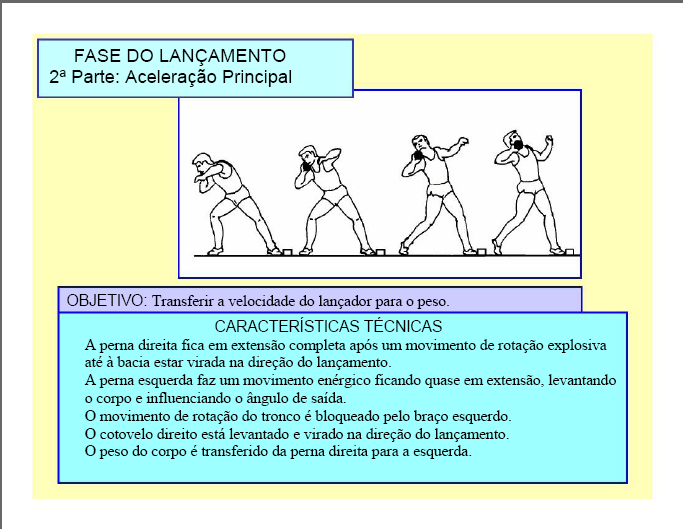 FASE DO LANÇAMENTO
2ª Parte: Aceleração Principal
OBJETIVO: Transferir a velocidade do lançador para o peso.
CARACTERÍSTICAS TÉCNICAS
A perna direita fica em extensão completa após um movimento de rotação explosiva
até à bacia estar virada na direção do lançamento.
A perna esquerda faz um movimento enérgico ficando quase em extensão, levantando
o corpo e influenciando o ângulo de saída.
O movimento de rotação do tronco é bloqueado pelo braço esquerdo.
O cotovelo direito está levantado e virado na direção do lançamento.
O peso do corpo é transferido da perna direita para a esquerda.